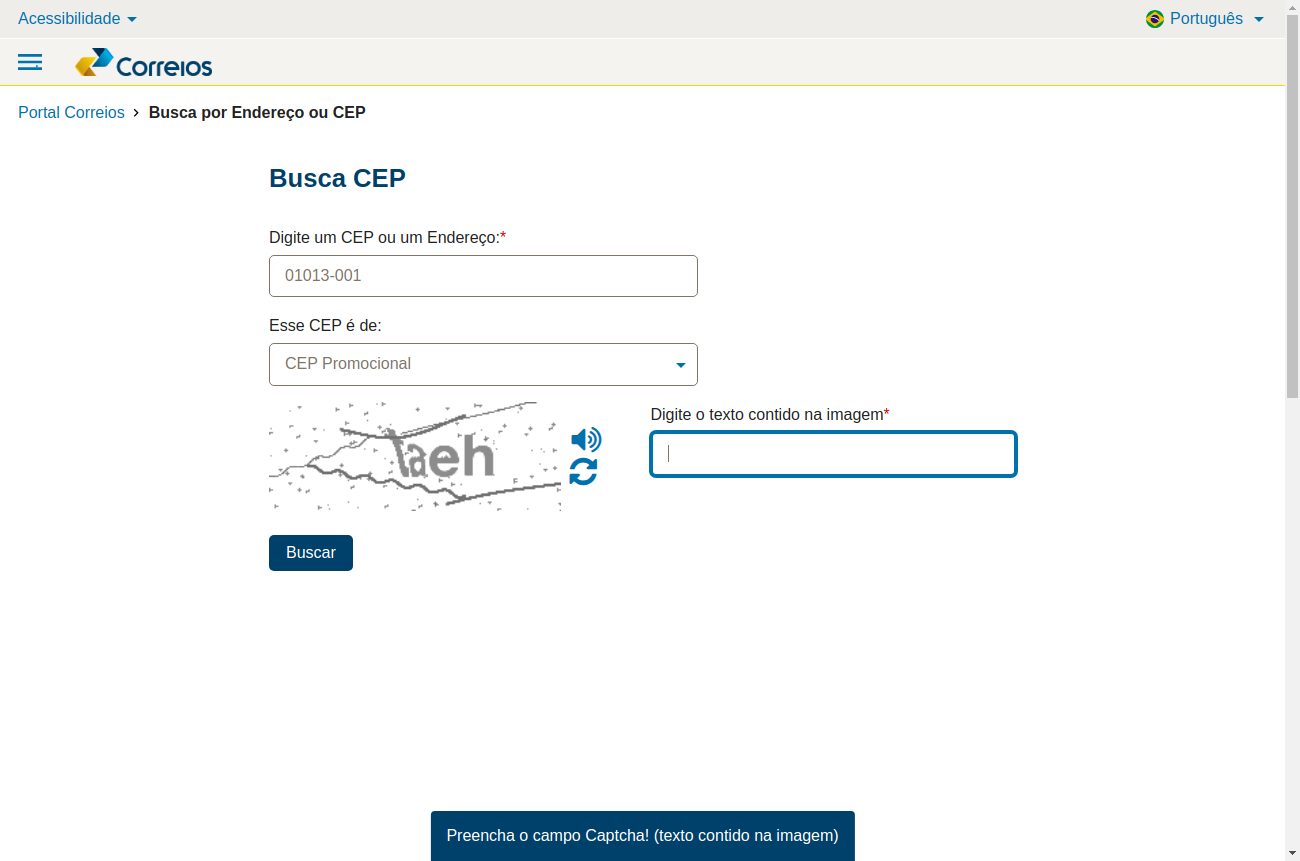 Acessibilidade
Português
Correios
Portal Correios › Busca por Endereço ou CEP
Busca CEP
Digite um CEP ou um Endereço:*
01013-001
Esse CEP é de:
CEP Promocional
Digite o texto contido na imagem*
Buscar
Preencha o campo Captcha! (texto contido na imagem)